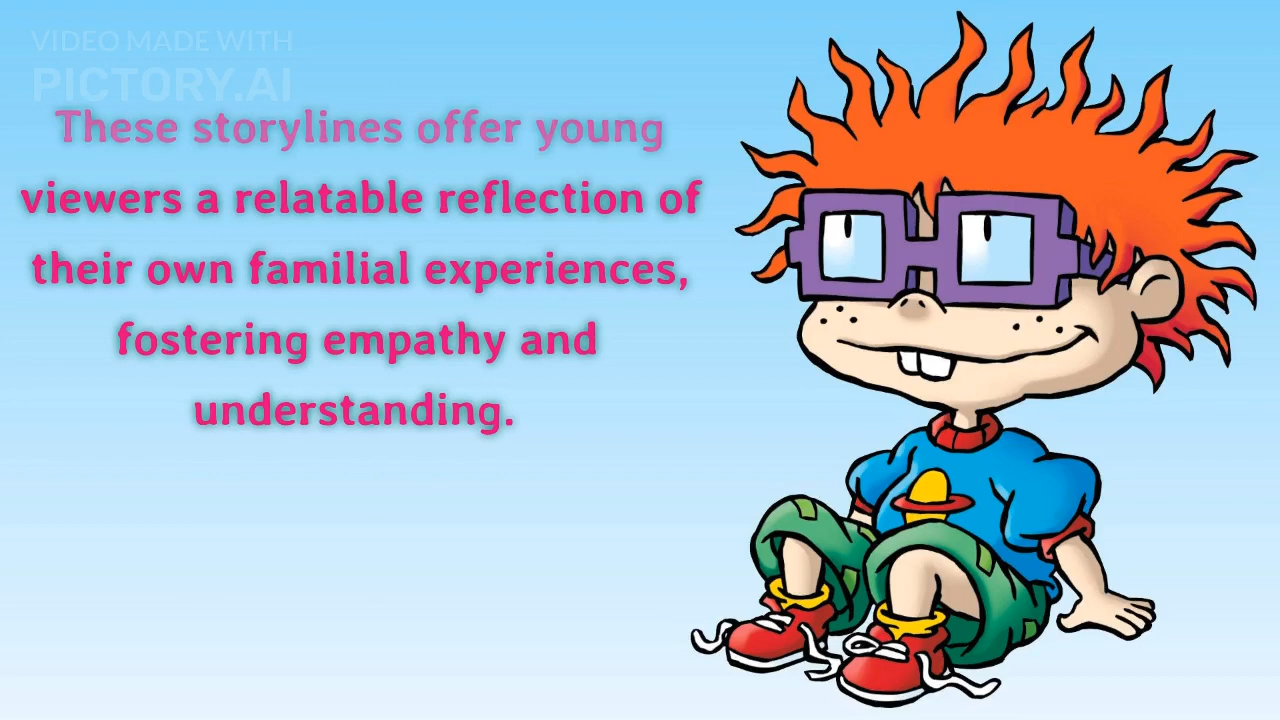 VIDEO MADE WITH
PICTORY.AI
These storylines offer young
viewers a relatable reflection of
their own familial experiences,
fostering empathy and
understanding.